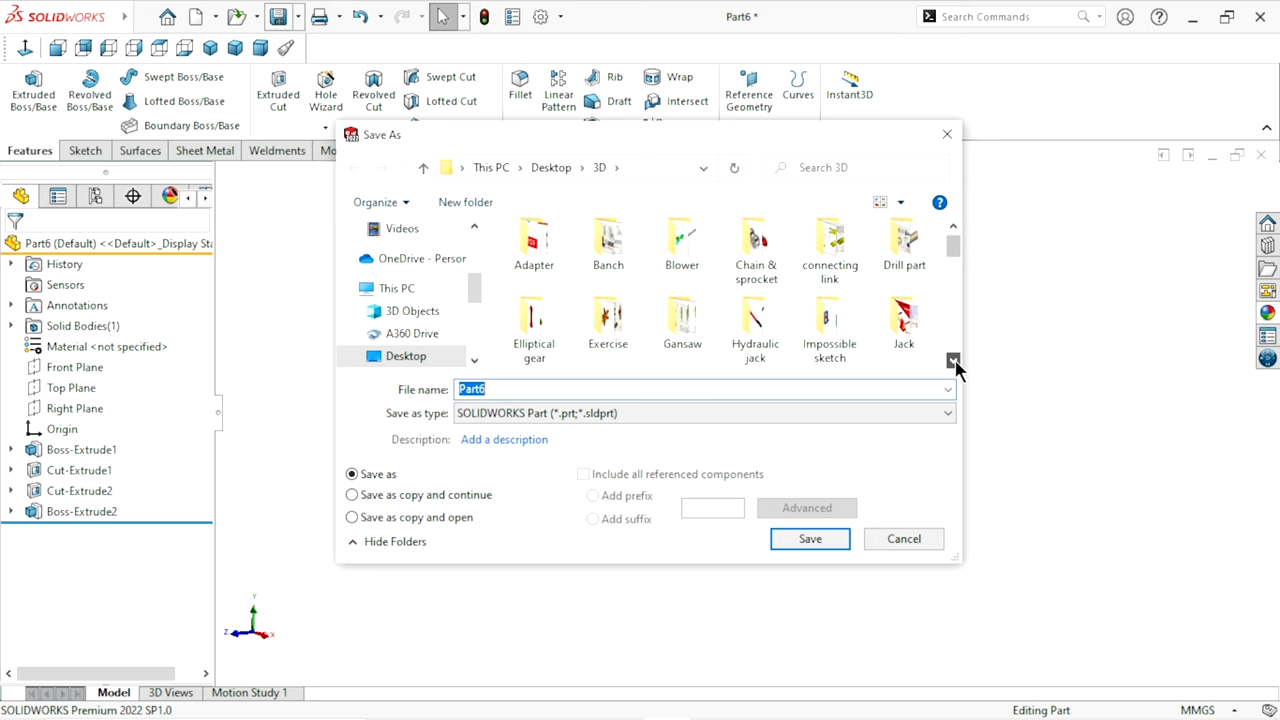 SOLIDWORKS
Part6 *
Search Commands
Extruded Boss/Base
Revolved Boss/Base
Swept Boss/Base
Lofted Boss/Base
Boundary Boss/Base
Extruded Cut
Hole Wizard
Revolved Cut
Swept Cut
Lofted Cut
Fillet
Linear Pattern
Rib
Draft
Wrap
Intersect
Reference Geometry
Curves
Instant3D
Features
Sketch
Surfaces
Sheet Metal
Weldments
Mo
Part6 (Default) <<Default>_Display Sta
History
Sensors
Annotations
Solid Bodies(1)
Material <not specified>
Front Plane
Top Plane
Right Plane
Origin
Boss-Extrude1
Cut-Extrude1
Cut-Extrude2
Boss-Extrude2
Save As
This PC
Desktop
3D
Search 3D
Organize
New folder
Videos
OneDrive - Persor
This PC
3D Objects
A360 Drive
Desktop
Adapter
Banch
Blower
Chain & sprocket
connecting link
Drill part
Elliptical gear
Exercise
Gansaw
Hydraulic jack
Impossible sketch
Jack
File name: Part6
Save as type: SOLIDWORKS Part (*.prt;*.sldprt)
Description: Add a description
Save as
Save as copy and continue
Save as copy and open
Include all referenced components
Add prefix
Add suffix
Advanced
Hide Folders
Save
Cancel
Y
Z
X
Model
3D Views
Motion Study 1
SOLIDWORKS Premium 2022 SP1.0
Editing Part
MMGS